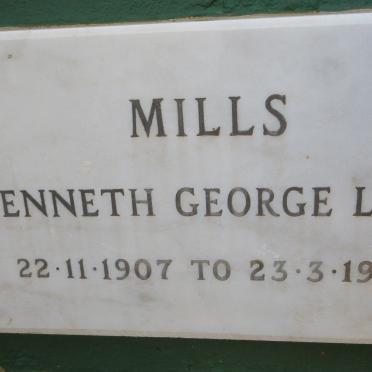 MILLS
ENNETH GEORGE L
22·11·1907 TO 23·3·19